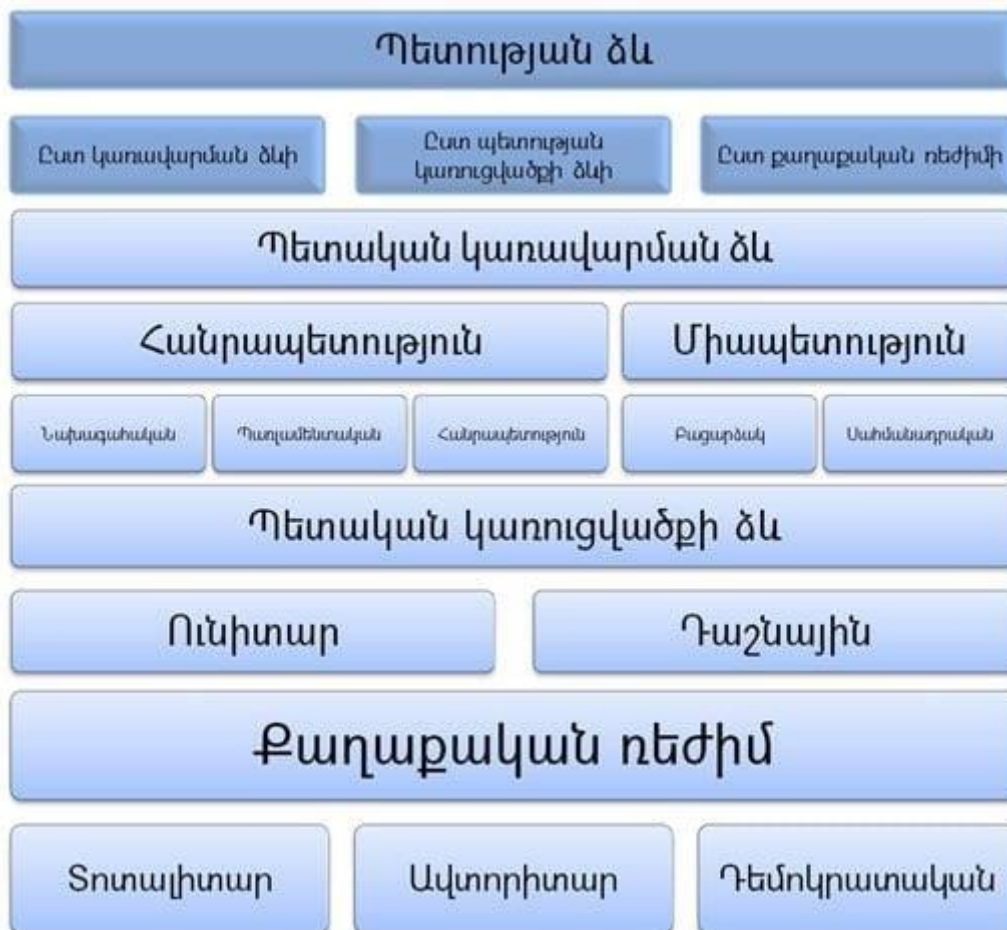 Պետության ձև
Ըստ կառավարման ձևի
Ըստ պետության
կառուցվածքի ձևի
Ըստ քաղաքական ռեժիմի
Պետական կառավարման ձև
Հանրապետություն
Միապետություն
Նախագահական
Պառլամենտական
Հանրապետություն
Բացարձակ
Սահմանադրական
Պետական կառուցվածքի ձև
Ունիտար
Դաշնային
Քաղաքական ռեժիմ
Տոտալիտար
Ավտորիտար
Դեմոկրատական